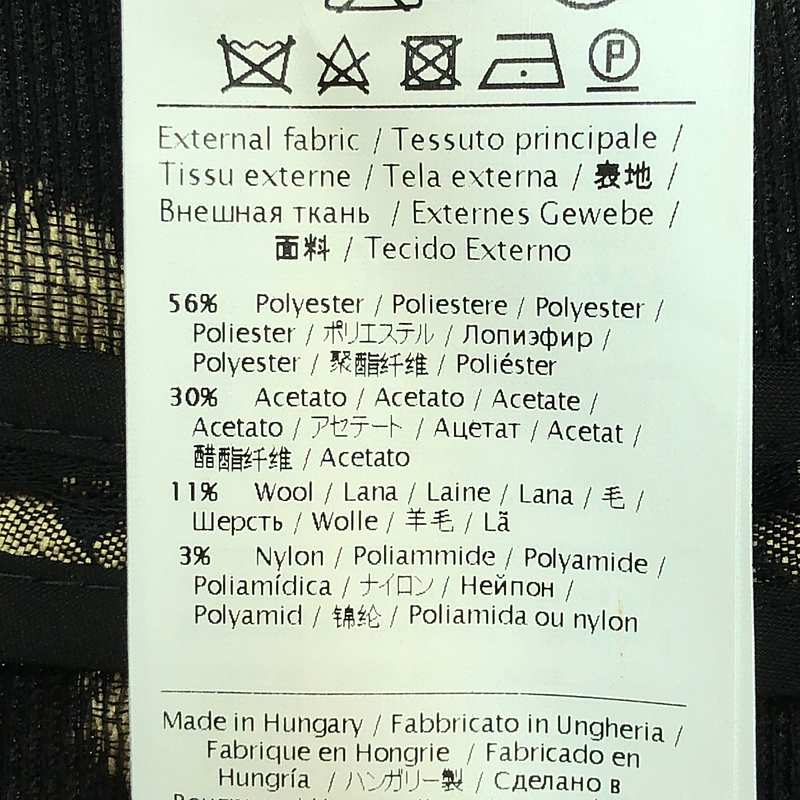 P
External fabric / Tessuto principale /
Tissu externe / Tela externa / 表地 /
Внешная ткань / Externes Gewebe /
面料 / Tecido Externo
56% Polyester / Poliestere / Polyester /
Poliester / ポリエステル / Лопиэфир /
Polyester / 聚酯纤维 / Poliéster
30% Acetato / Acetato / Acetate /
Acetato / アセテート / Ацетат / Acetat /
醋酯纤维 / Acetato
11% Wool / Lana / Laine / Lana / 毛 /
Шерсть / Wolle / 羊毛 / Lã
3% Nylon / Poliammide / Polyamide /
Poliamídica / ナイロン / Нейпон /
Polyamid / 锦纶 / Poliamida ou nylon
Made in Hungary / Fabbricato in Ungheria /
Fabrique en Hongrie / Fabricado en
Hungría / ハンガリー製 / Сделано в